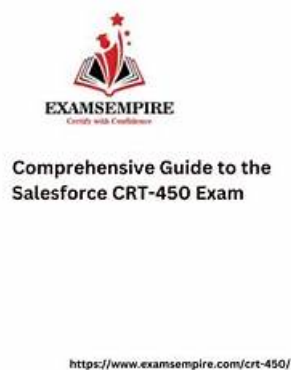 EXAMSEMPIRE
Certify with Confidence
Comprehensive Guide to the
Salesforce CRT-450 Exam
https://www.examsempire.com/crt-450/